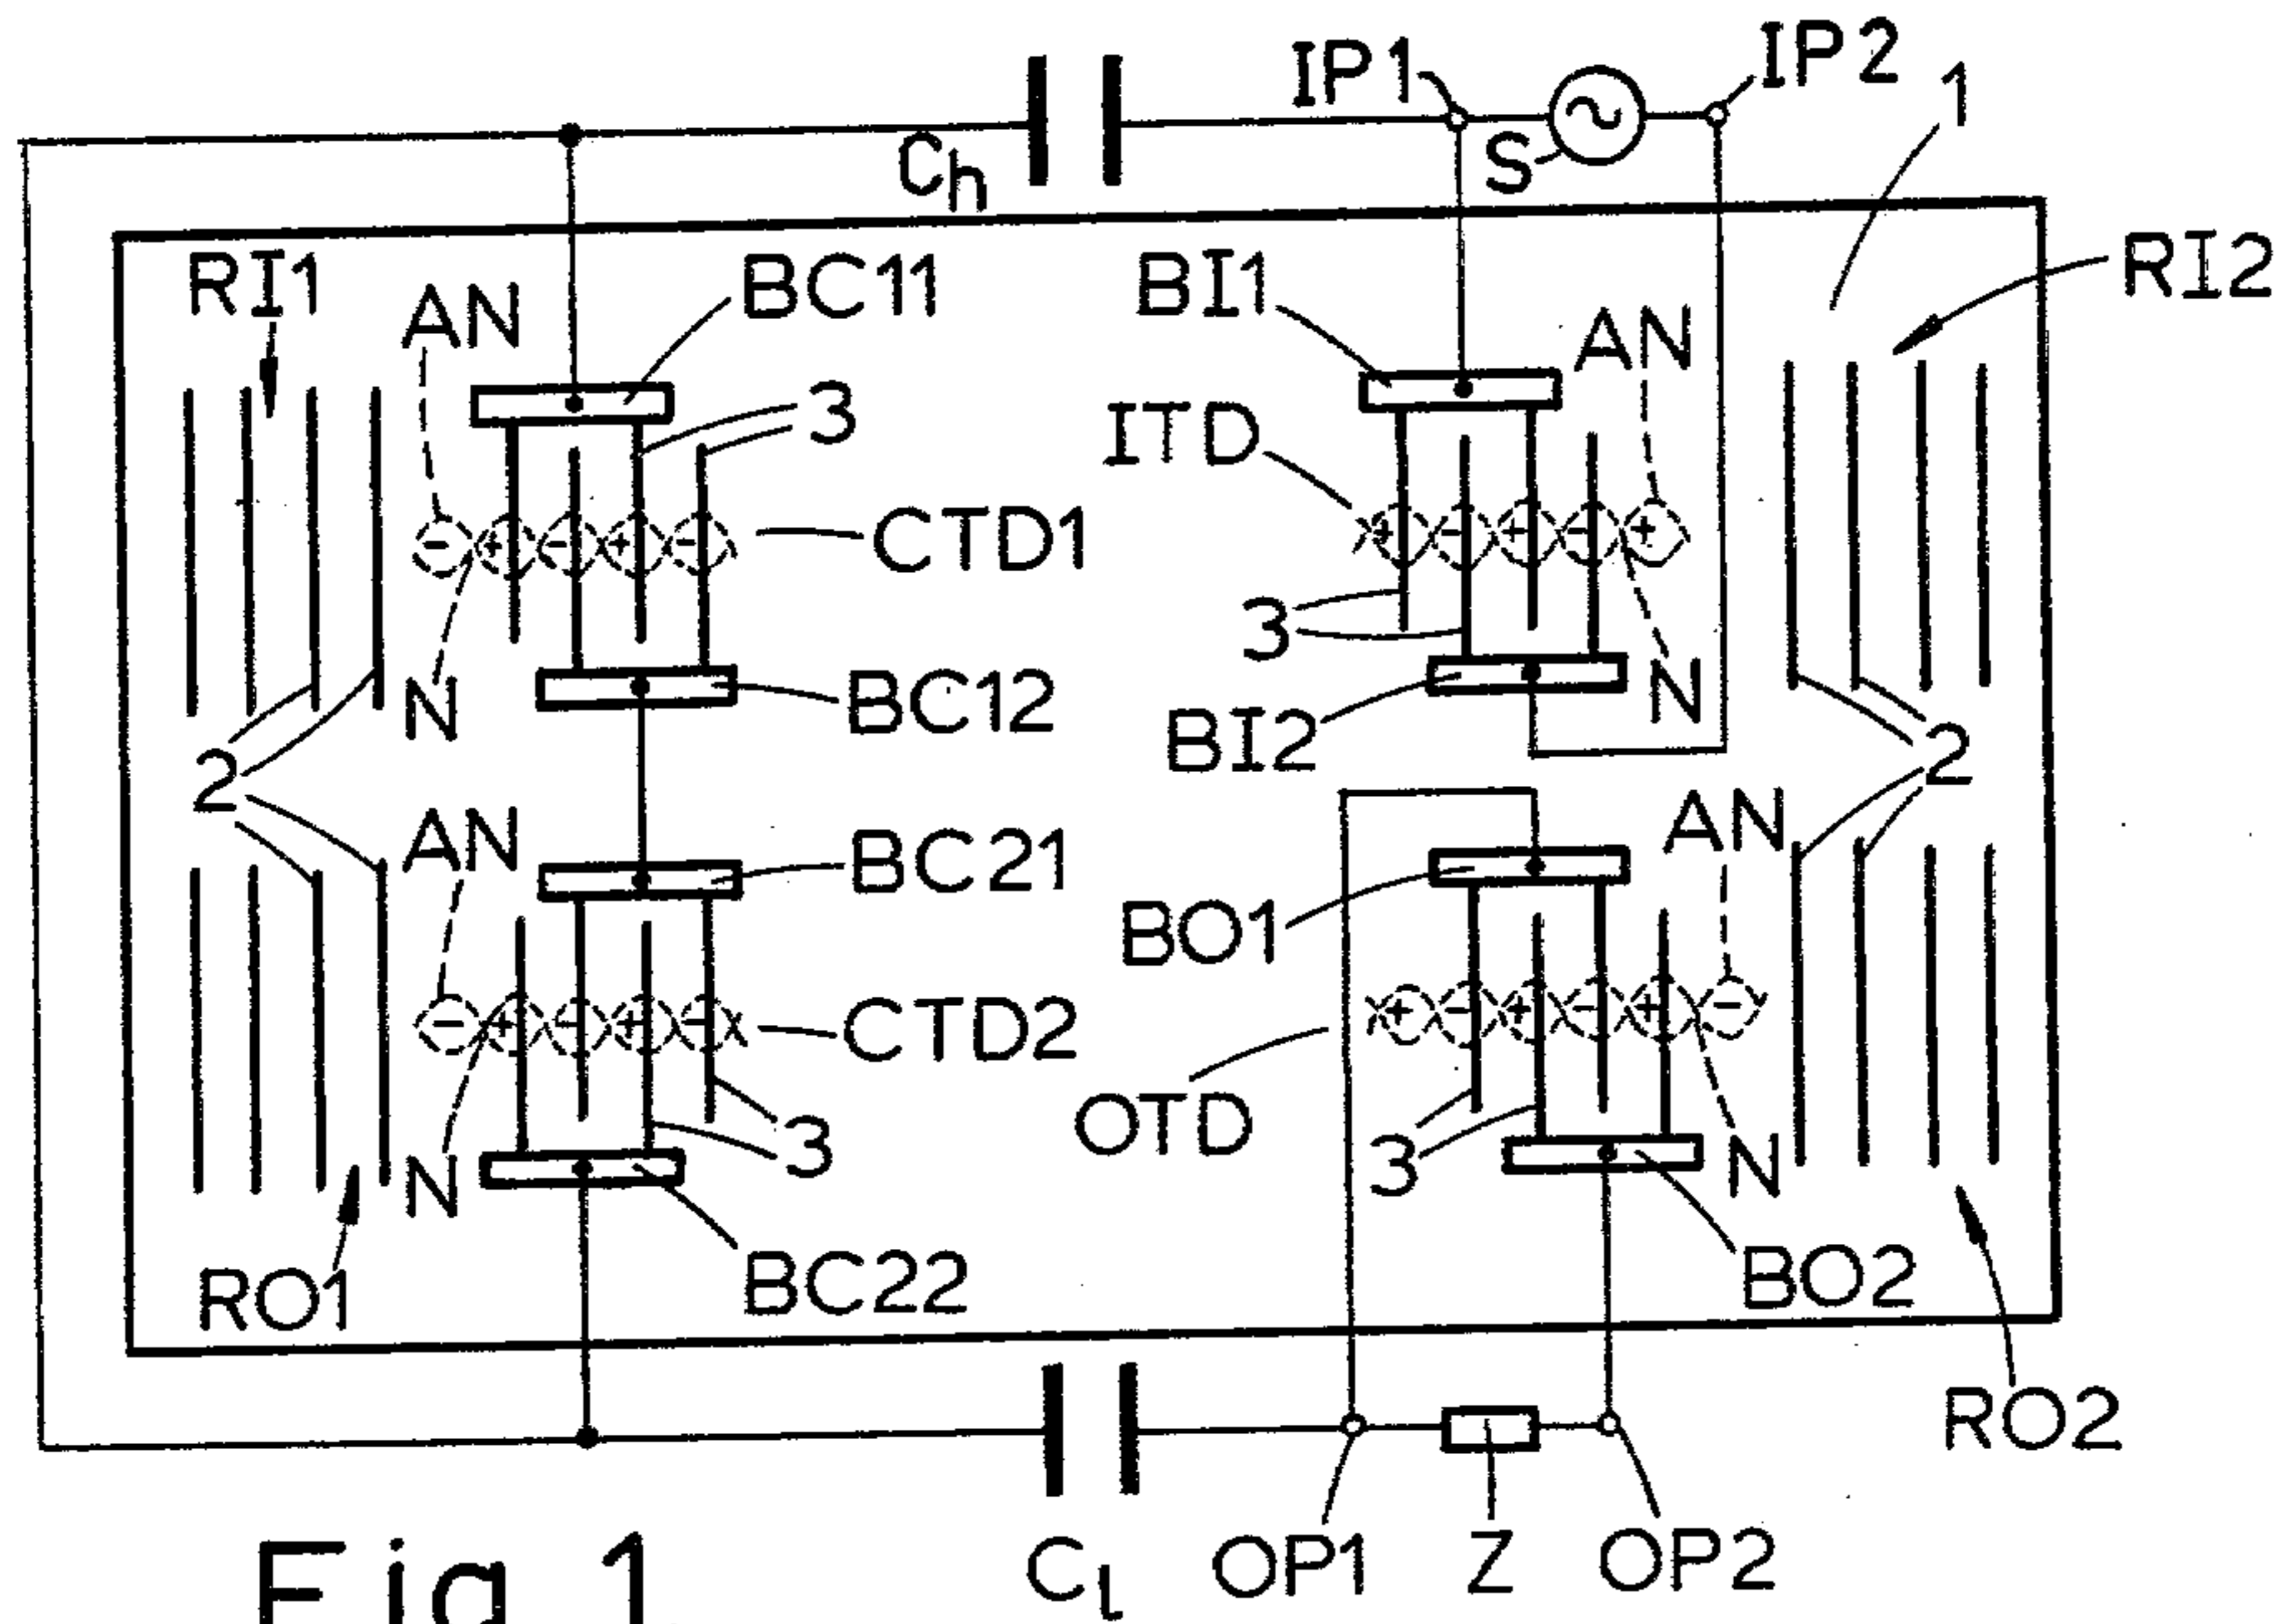 IP1
IP2
1
Ch
S
RI1
AN
BC11
BI1
AN
RI2
3
ITD
CTD1
3
N
BC12
BI2
N
2
2
AN
BC21
BO1
AN
CTD2
OTD
3
3
N
N
RO1
BC22
BO2
RO2
Cl
OP1
Z
OP2
Fig 1